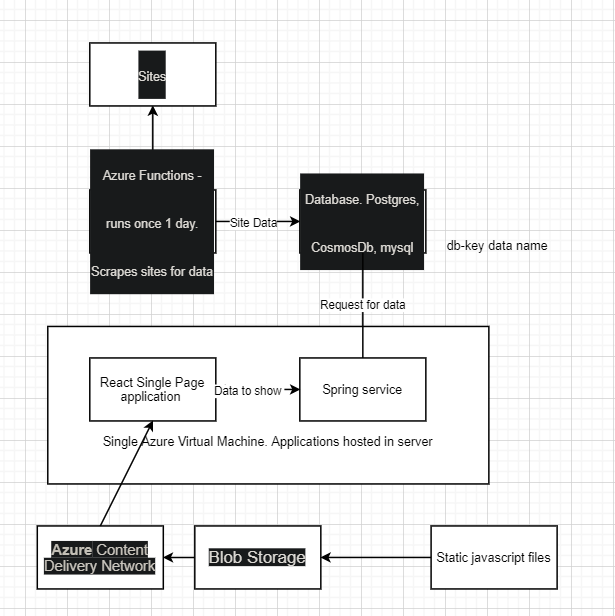 Sites
Azure Functions -
runs once 1 day.
Scrapes sites for data
Site Data
Database. Postgres,
CosmosDb, mysql
db-key data name
Request for data
React Single Page
application
Data to show
Spring service
Single Azure Virtual Machine. Applications hosted in server
Azure Content
Delivery Network
Blob Storage
Static javascript files